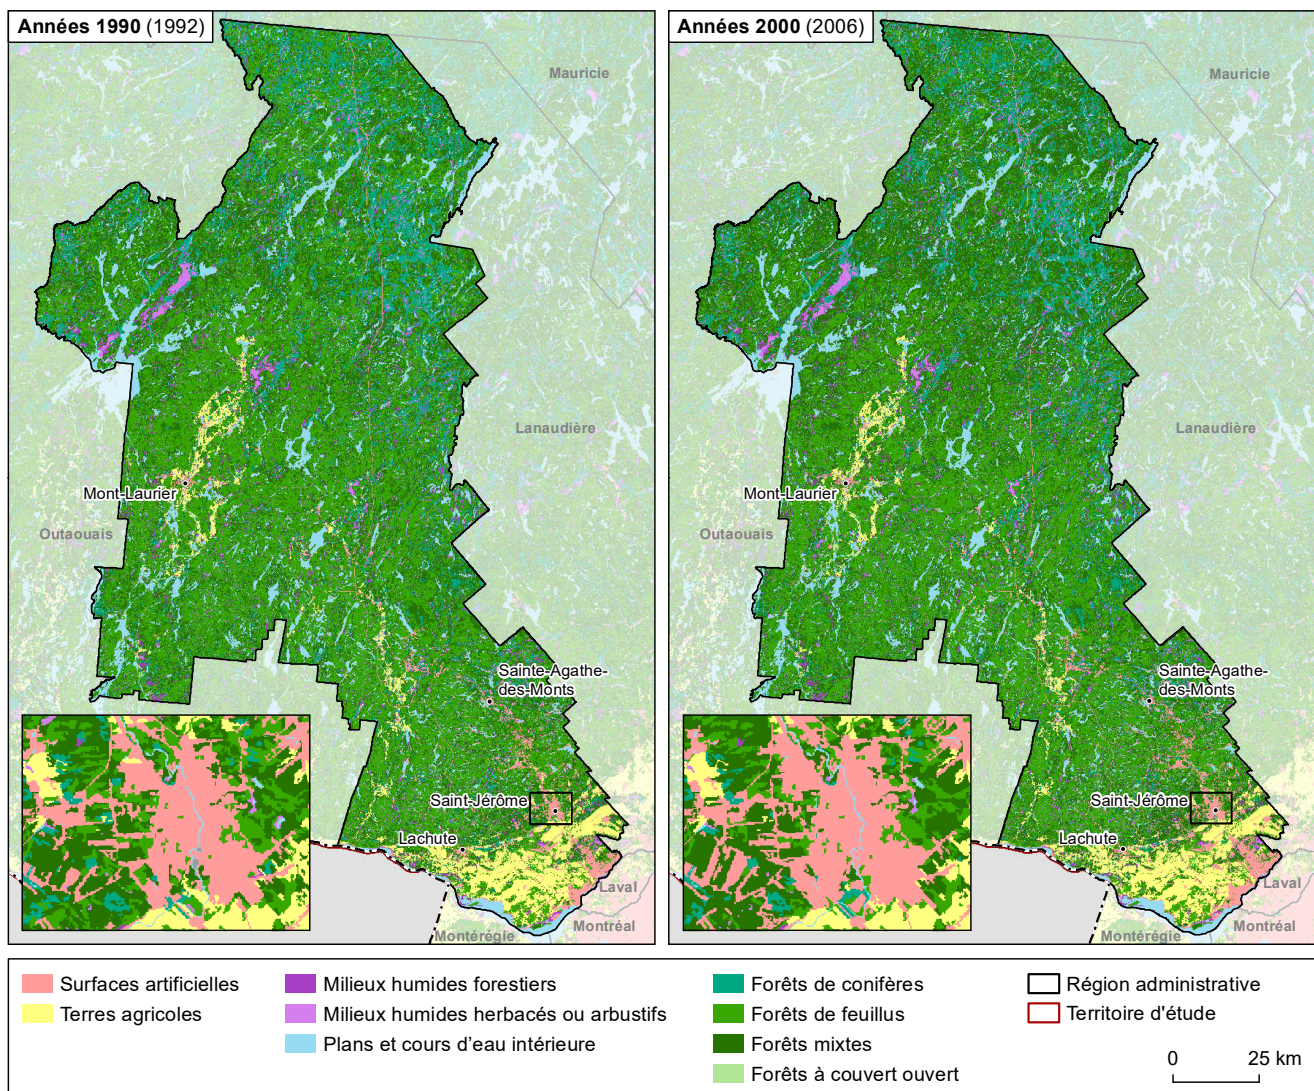 Années 1990 (1992)
Mauricie
Lanaudière
Mont-Laurier
Outaouais
Sainte-Agathe-
des-Monts
Saint-Jérôme
Lachute
Laval
Montréal
Montérégie
Années 2000 (2006)
Mauricie
Lanaudière
Mont-Laurier
Outaouais
Sainte-Agathe-
des-Monts
Saint-Jérôme
Lachute
Laval
Montréal
Montérégie
Surfaces artificielles
Terres agricoles
Milieux humides forestiers
Milieux humides herbacés ou arbustifs
Plans et cours d'eau intérieure
Forêts de conifères
Forêts de feuillus
Forêts mixtes
Forêts à couvert ouvert
Région administrative
Territoire d'étude
0 25 km